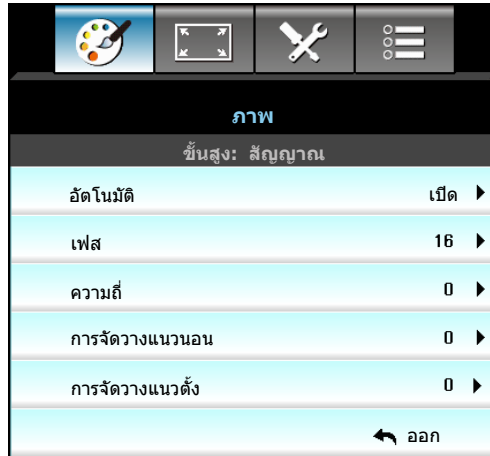 ภาพ
ขั้นสูง: สัญญาณ
อัตโนมัติ เปิด
เฟส 16
ความถี่ 0
การจัดวางแนวนอน 0
การจัดวางแนวตั้ง 0
ออก